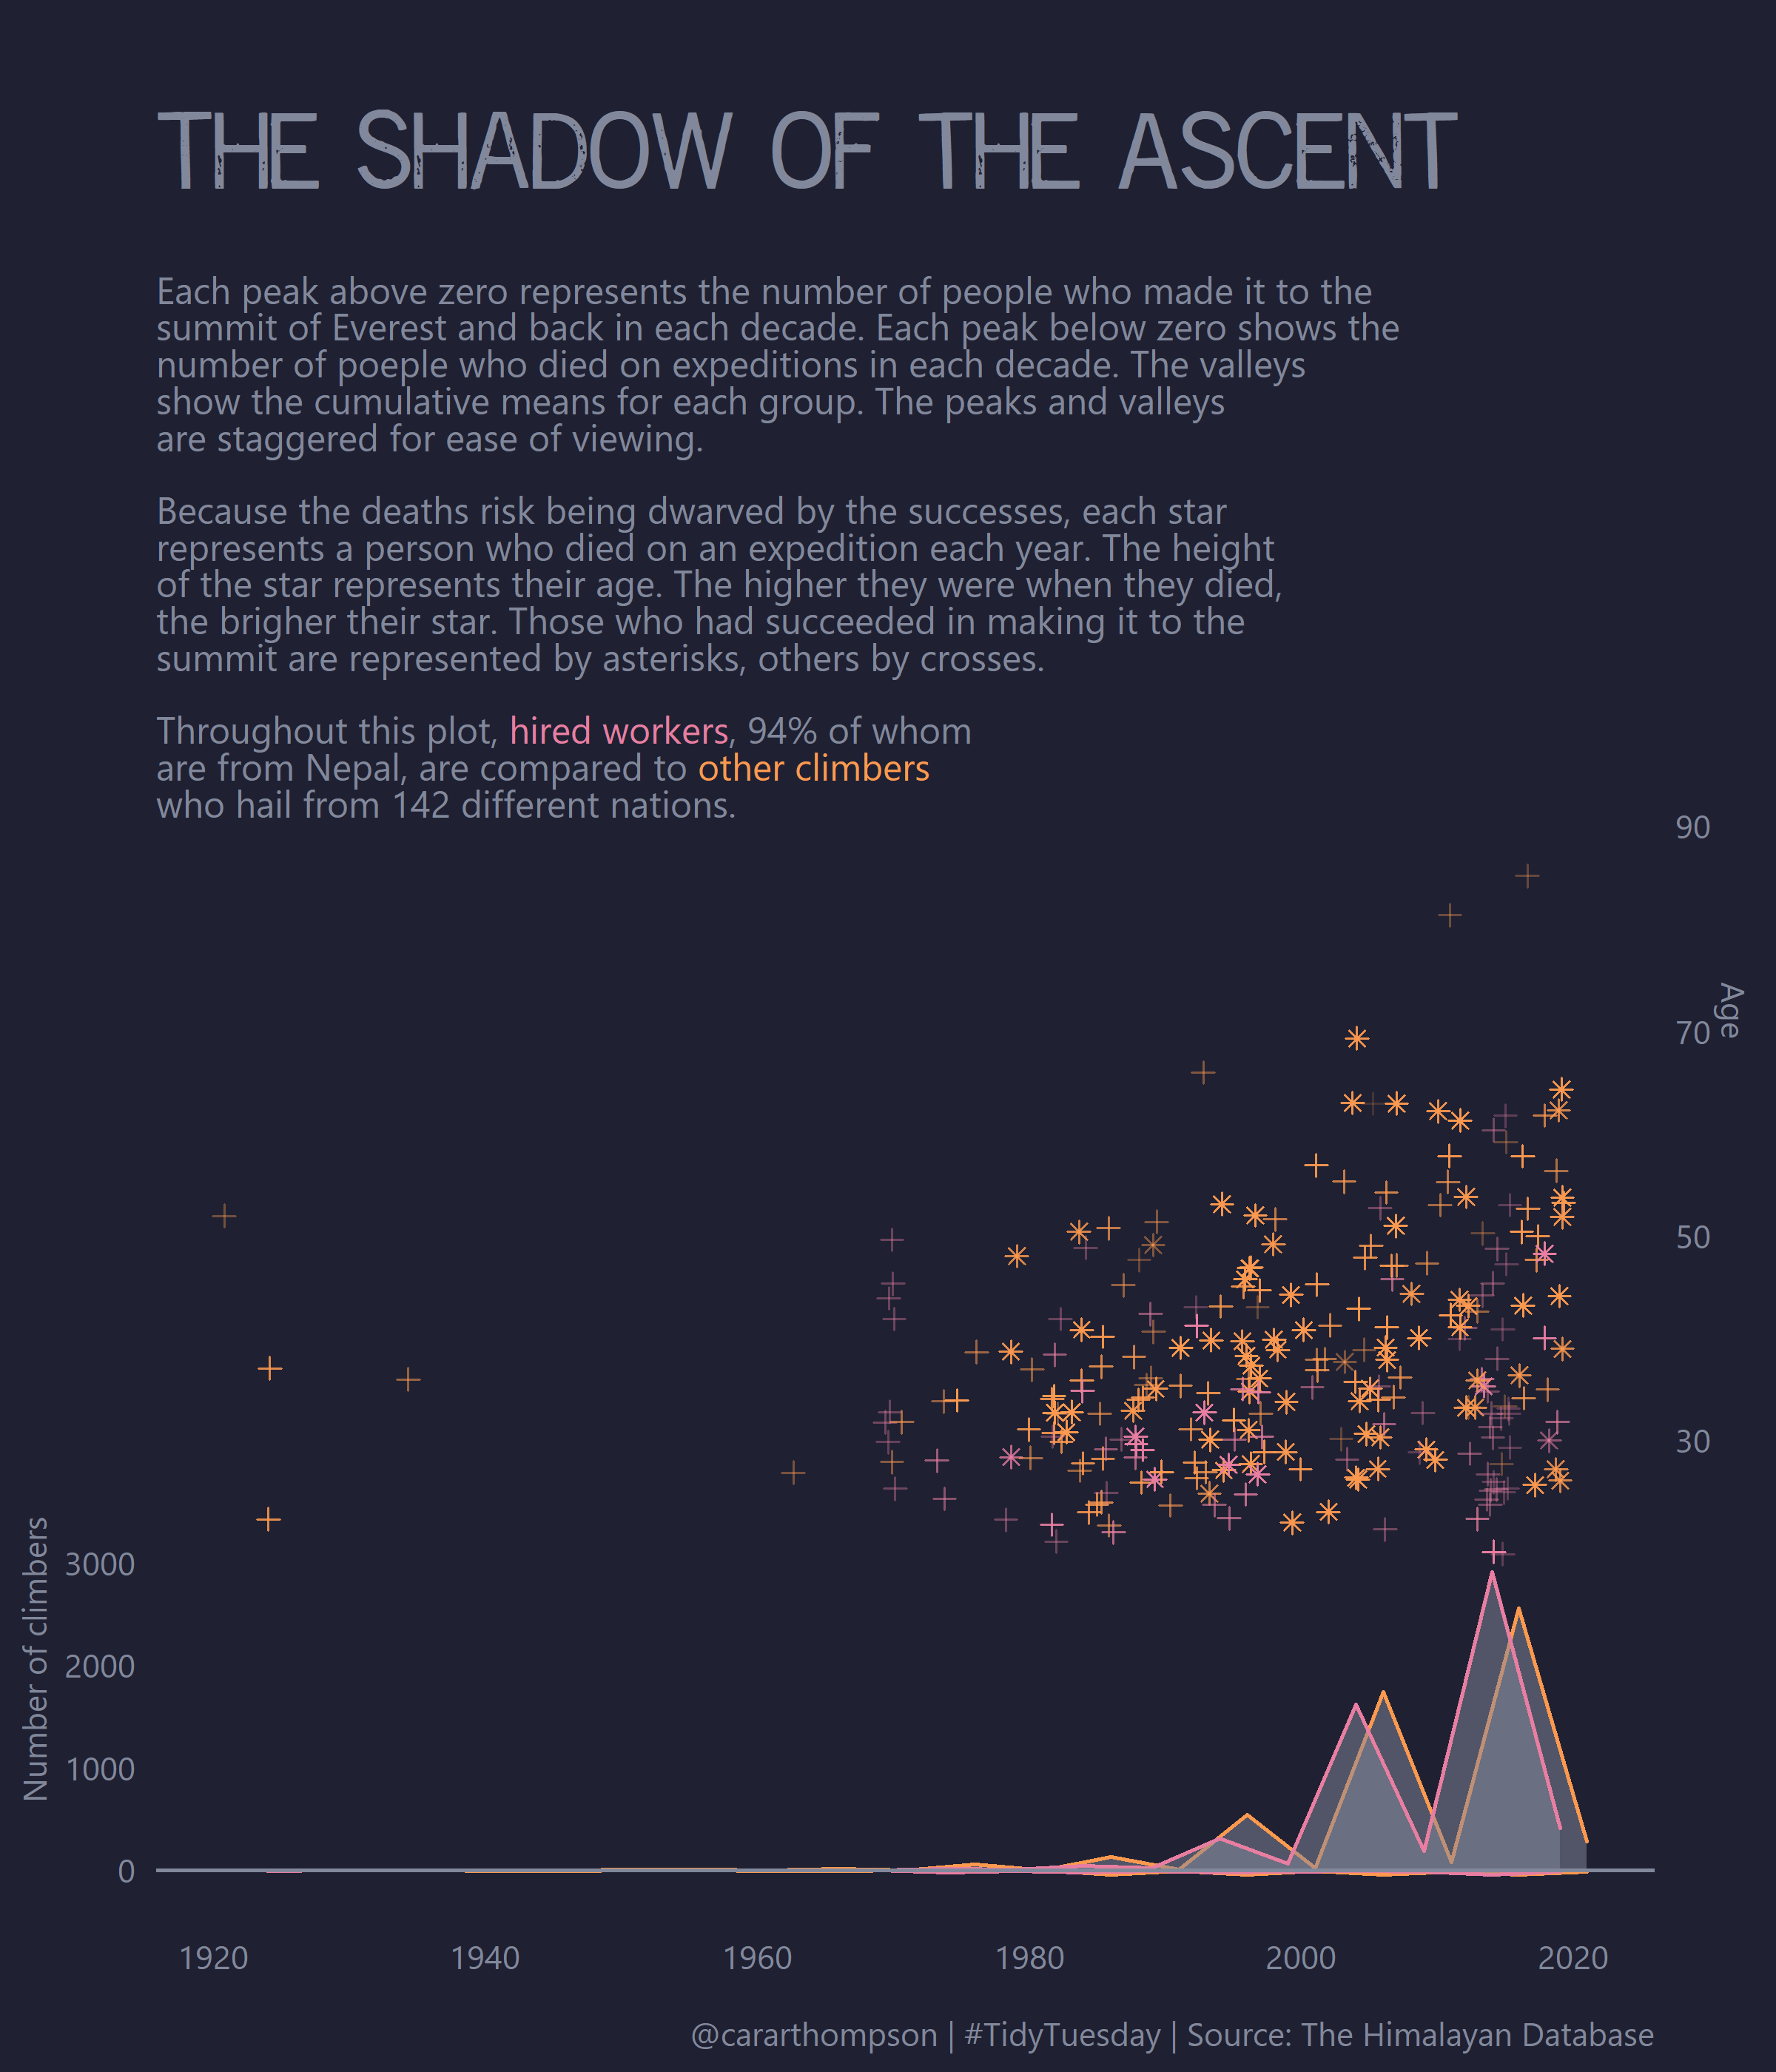 THE SHADOW OF THE ASCENT
Each peak above zero represents the number of people who made it to the
summit of Everest and back in each decade. Each peak below zero shows the
number of poeple who died on expeditions in each decade. The valleys
show the cumulative means for each group. The peaks and valleys
are staggered for ease of viewing.
Because the deaths risk being dwarved by the successes, each star
represents a person who died on an expedition each year. The height
of the star represents their age. The higher they were when they died,
the brigher their star. Those who had succeeded in making it to the
summit are represented by asterisks, others by crosses.
Throughout this plot, hired workers, 94% of whom
are from Nepal, are compared to other climbers
who hail from 142 different nations.
90
70
50
30
Age
Number of climbers
3000
2000
1000
0
1920 1940 1960 1980 2000 2020
@cararthompson | #TidyTuesday | Source: The Himalayan Database